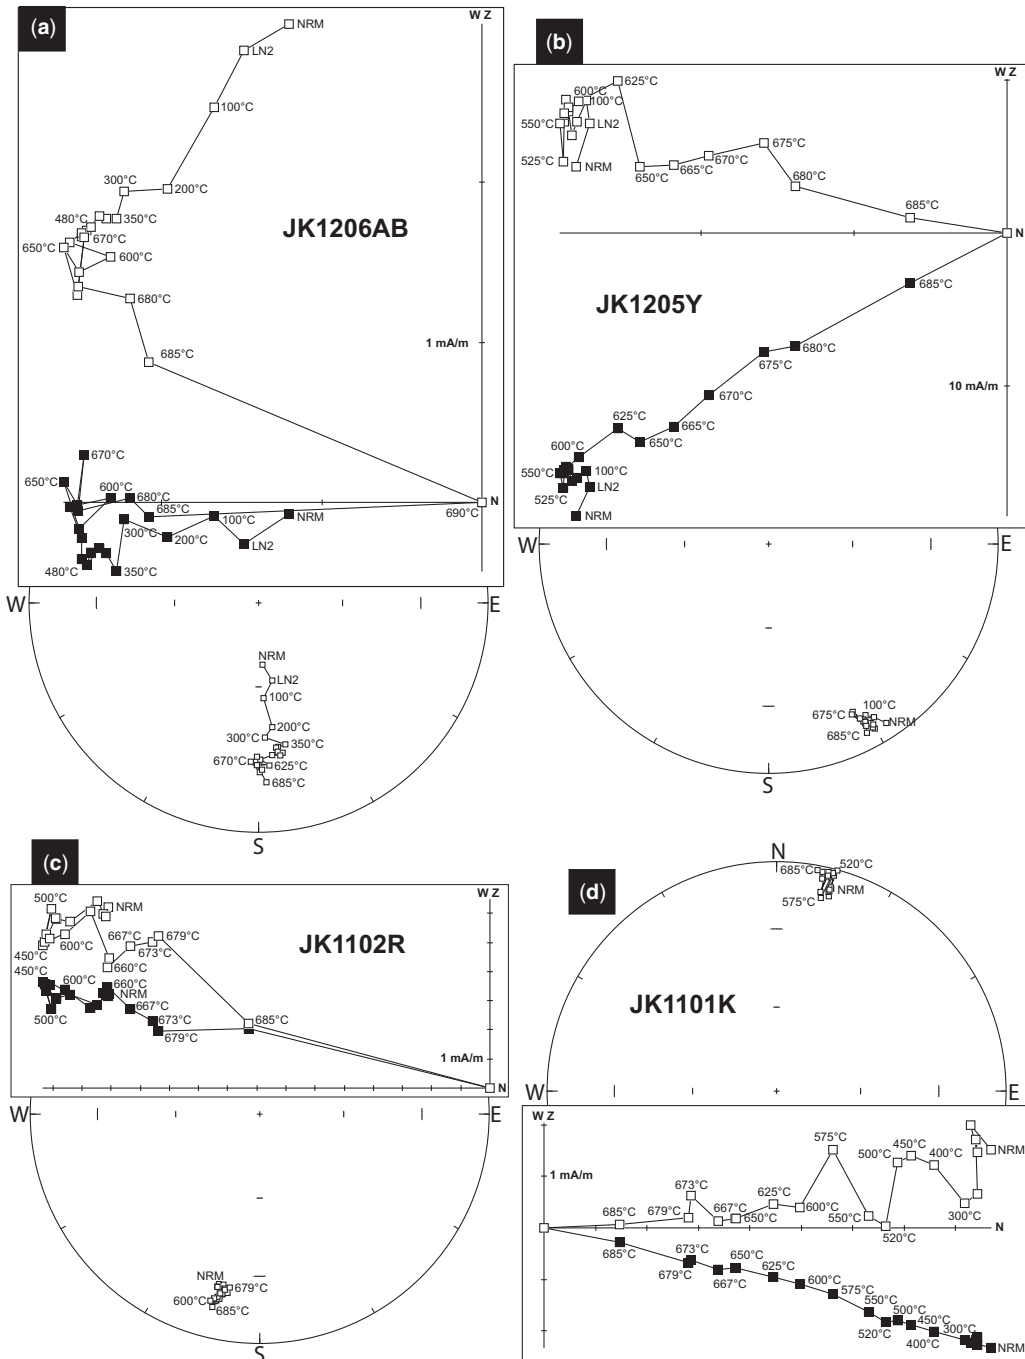 (a)
W Z
NRM
LN2
100°C
300°C
200°C
480°C
350°C
JK1206AB
670°C
650°C
600°C
680°C
1 mA/m
685°C
670°C
650°C
600°C
680°C
N
685°C
690°C
300°C
100°C
NRM
200°C
LN2
480°C
350°C
W
E
NRM
LN2
100°C
200°C
300°C
350°C
670°C
625°C
685°C
S
(b)
W Z
625°C
600°C
100°C
550°C
LN2
675°C
525°C
NRM
670°C
650°C
665°C
680°C
685°C
N
685°C
JK1205Y
680°C
675°C
10 mA/m
670°C
625°C
665°C
600°C
650°C
550°C
100°C
525°C
LN2
NRM
W
E
100°C
675°C
NRM
685°C
S
(c)
W Z
500°C
NRM
667°C
679°C
JK1102R
600°C
673°C
450°C
660°C
450°C
600°C
660°C
NRM
667°C
500°C
673°C
685°C
679°C
1 mA/m
N
W
E
NRM
679°C
600°C
685°C
S
(d)
N
685°C
520°C
NRM
575°C
JK1101K
W
E
W Z
575°C
450°C
500°C
400°C
NRM
1 mA/m
673°C
625°C
679°C
667°C
600°C
685°C
650°C
550°C
300°C
N
520°C
685°C
673°C
650°C
679°C
667°C
625°C
600°C
575°C
550°C
500°C
450°C
300°C
520°C
400°C
NRM